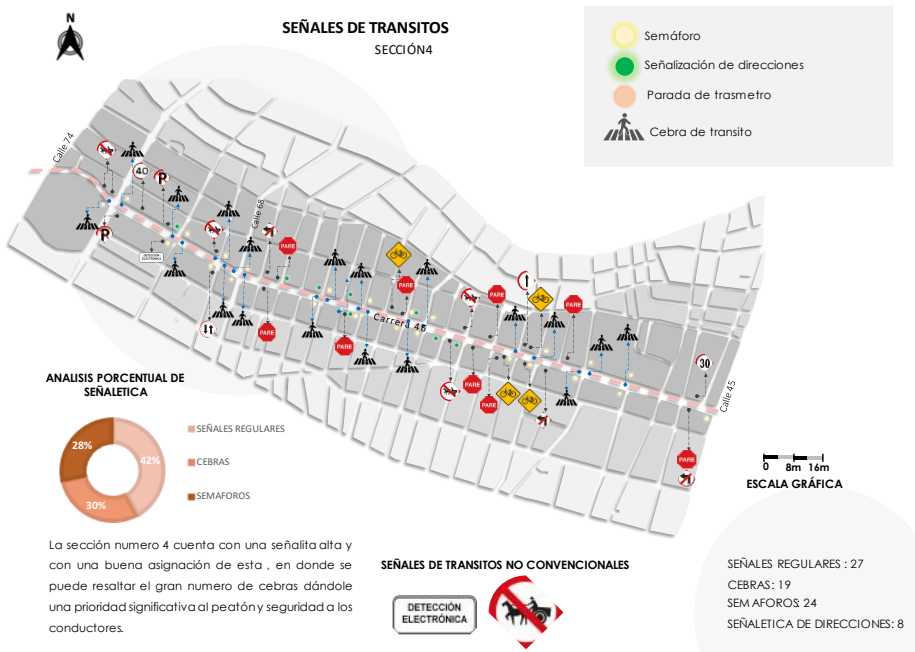 N
SEÑALES DE TRANSITOS
SECCIÓN4
Semáforo
Señalización de direcciones
Parada de trasmetro
Cebra de transito
Calle 74
40
P
P
Calle 68
DETECCIÓN
ELECTRÓNICA
PARE
PARE
PARE
PARE
PARE
PARE
Carrera 46
PARE
PARE
30
Calle 45
PARE
ANALISIS PORCENTUAL DE
SEÑALETICA
28%
42%
30%
SEÑALES REGULARES
CEBRAS
SEMAFOROS
0 8m 16m
ESCALA GRÁFICA
La sección numero 4 cuenta con una señalita alta y
con una buena asignación de esta , en donde se
puede resaltar el gran numero de cebras dándole
una prioridad significativa al peatón y seguridad a los
conductores.
SEÑALES DE TRANSITOS NO CONVENCIONALES
DETECCIÓN
ELECTRÓNICA
SEÑALES REGULARES : 27
CEBRAS: 19
SEMAFOROS: 24
SEÑALETICA DE DIRECCIONES: 8